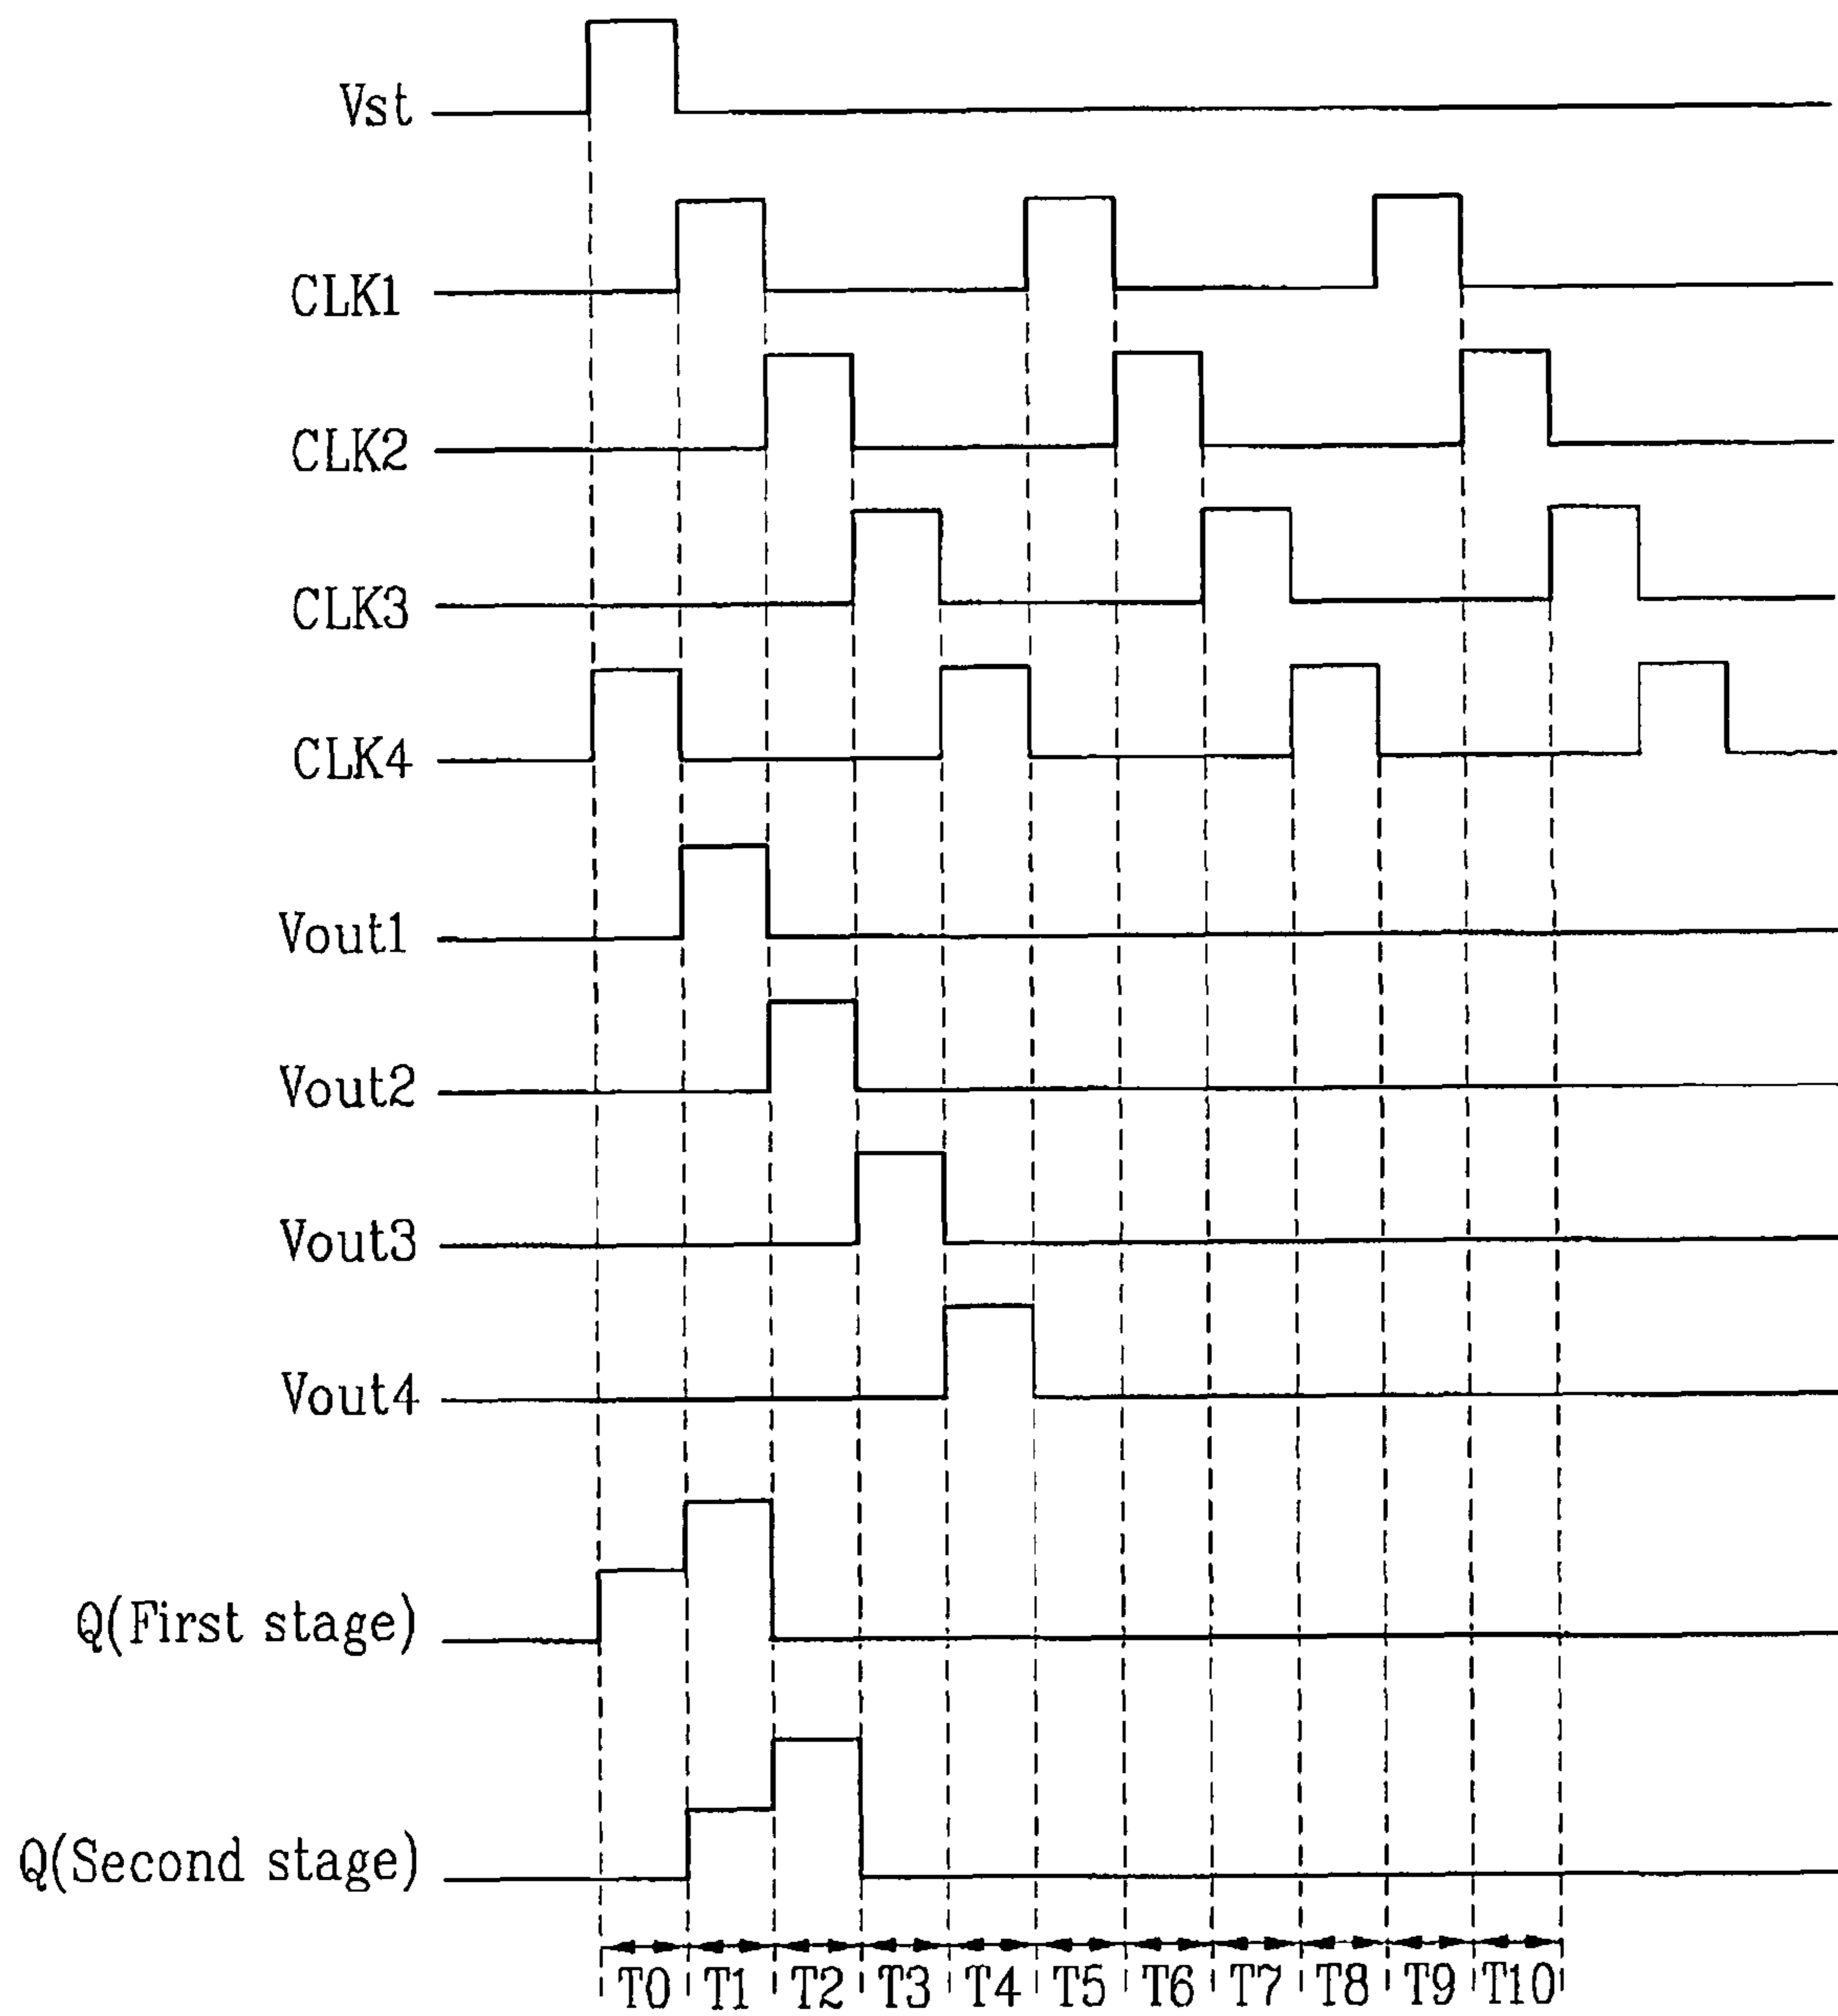 Vst
CLK1
CLK2
CLK3
CLK4
Vout1
Vout2
Vout3
Vout4
Q(First stage)
Q(Second stage)
T0 T1 T2 T3 T4 T5 T6 T7 T8 T9 T10